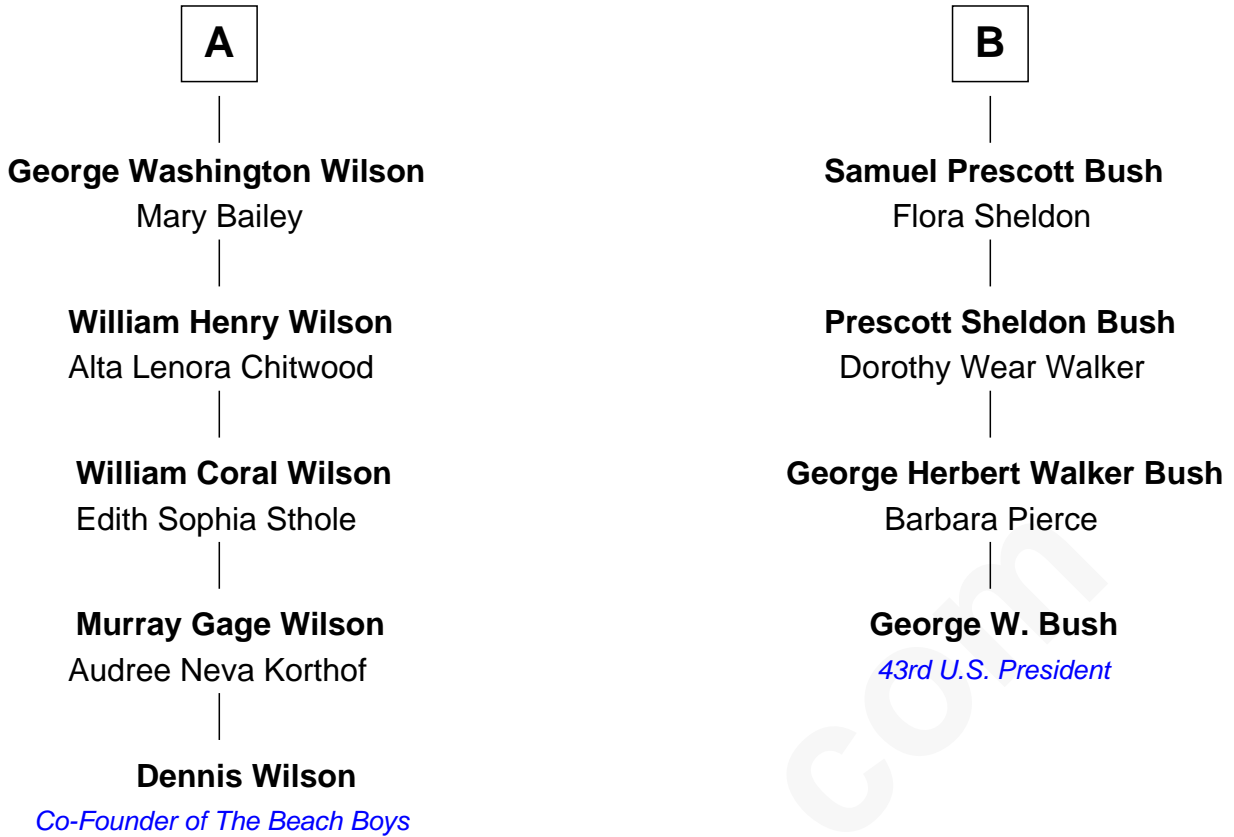 A
George Washington Wilson
Mary Bailey
William Henry Wilson
Alta Lenora Chitwood
William Coral Wilson
Edith Sophia Sthole
Murray Gage Wilson
Audree Neva Korthof
Dennis Wilson
Co-Founder of The Beach Boys
B
Samuel Prescott Bush
Flora Sheldon
Prescott Sheldon Bush
Dorothy Wear Walker
George Herbert Walker Bush
Barbara Pierce
George W. Bush
43rd U.S. President
com